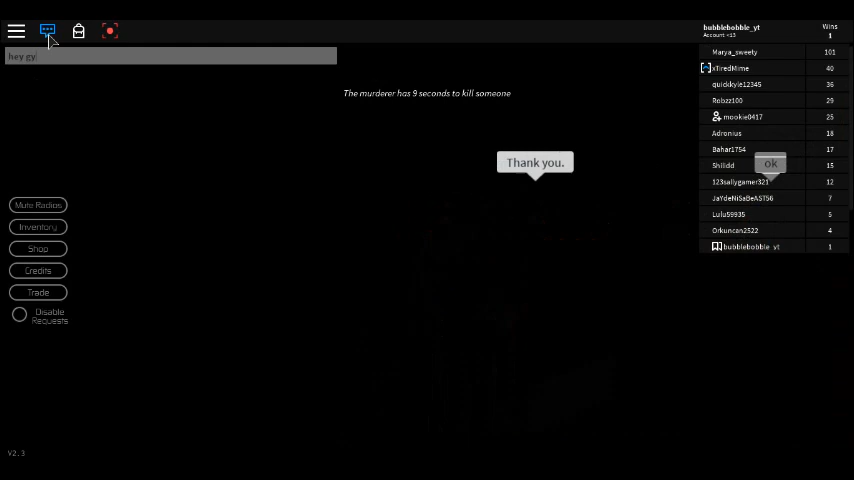 bubblebobble_yt
Account <13
Wins
1
hey gy
Marya_sweety 101
xTiredMime 40
quickkyle12345 36
Robzz100 29
mookie0417 25
Adronius 18
Bahar1754 17
Shiildd 15
123sallygamer321 12
JaYdeNiSaBeAST56 7
Lulu59935 5
Orkuncan2522 4
bubblebobble_yt 1
The murderer has 9 seconds to kill someone
Thank you.
ok
Mute Radios
Inventory
Shop
Credits
Trade
Disable
Requests
V2.3